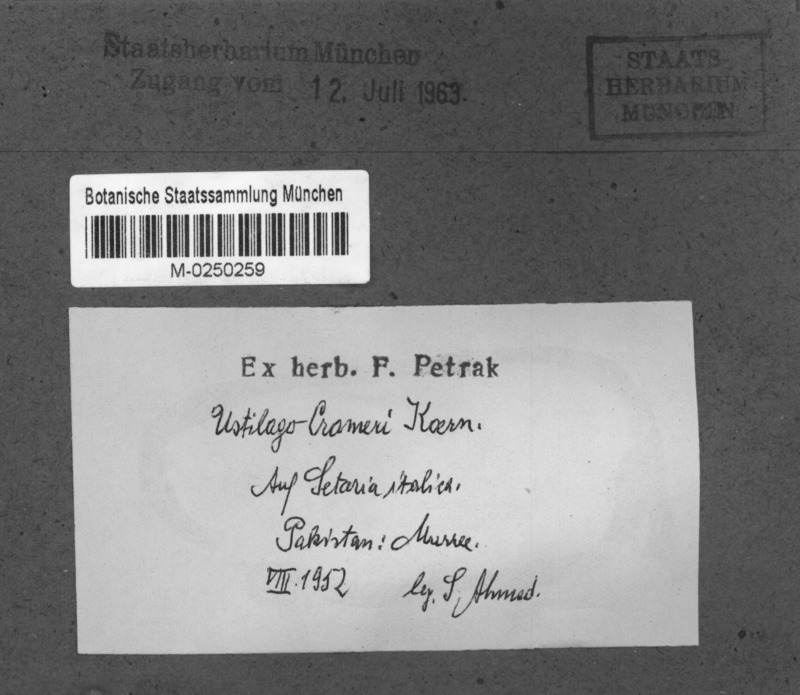 Staatsherbarium München
Zugang vom 12. Juli 1963.
STAATS-
HERBARIUM
MÜNCHEN
Botanische Staatssammlung München
M-0250259
Ex herb. F. Petrak
Ustilago Crameri Koern.
Auf Setaria italica.
Pakistan: Murree.
VIII. 1952 leg. S. Ahmad.